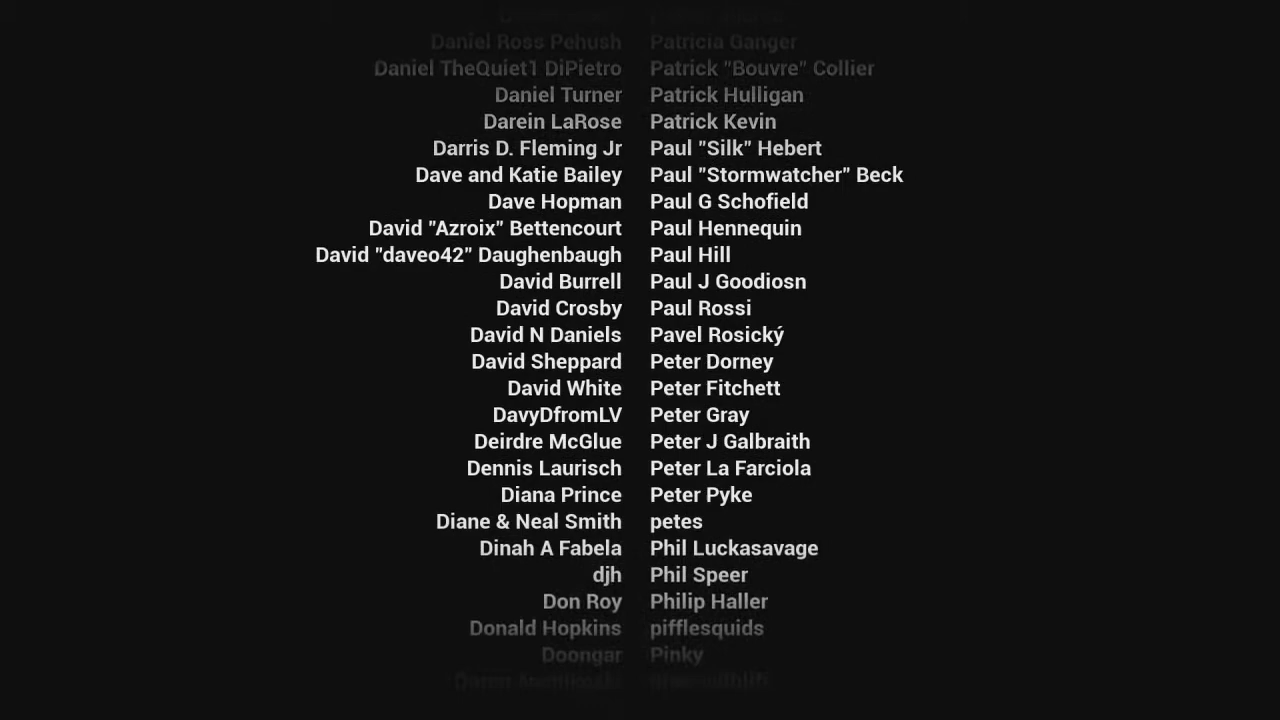 Daniel Ross Pehush Patricia Ganger
Daniel TheQuiet1 DiPietro Patrick "Bouvre" Collier
Daniel Turner Patrick Hulligan
Darein LaRose Patrick Kevin
Darris D. Fleming Jr Paul "Silk" Hebert
Dave and Katie Bailey Paul "Stormwatcher" Beck
Dave Hopman Paul G Schofield
David "Azroix" Bettencourt Paul Hennequin
David "daveo42" Daughenbaugh Paul Hill
David Burrell Paul J Goodiosn
David Crosby Paul Rossi
David N Daniels Pavel Rosický
David Sheppard Peter Dorney
David White Peter Fitchett
DavyDfromLV Peter Gray
Deirdre McGlue Peter J Galbraith
Dennis Laurisch Peter La Farciola
Diana Prince Peter Pyke
Diane & Neal Smith petes
Dinah A Fabela Phil Luckasavage
djh Phil Speer
Don Roy Philip Haller
Donald Hopkins pifflesquids
Doongar Pinky